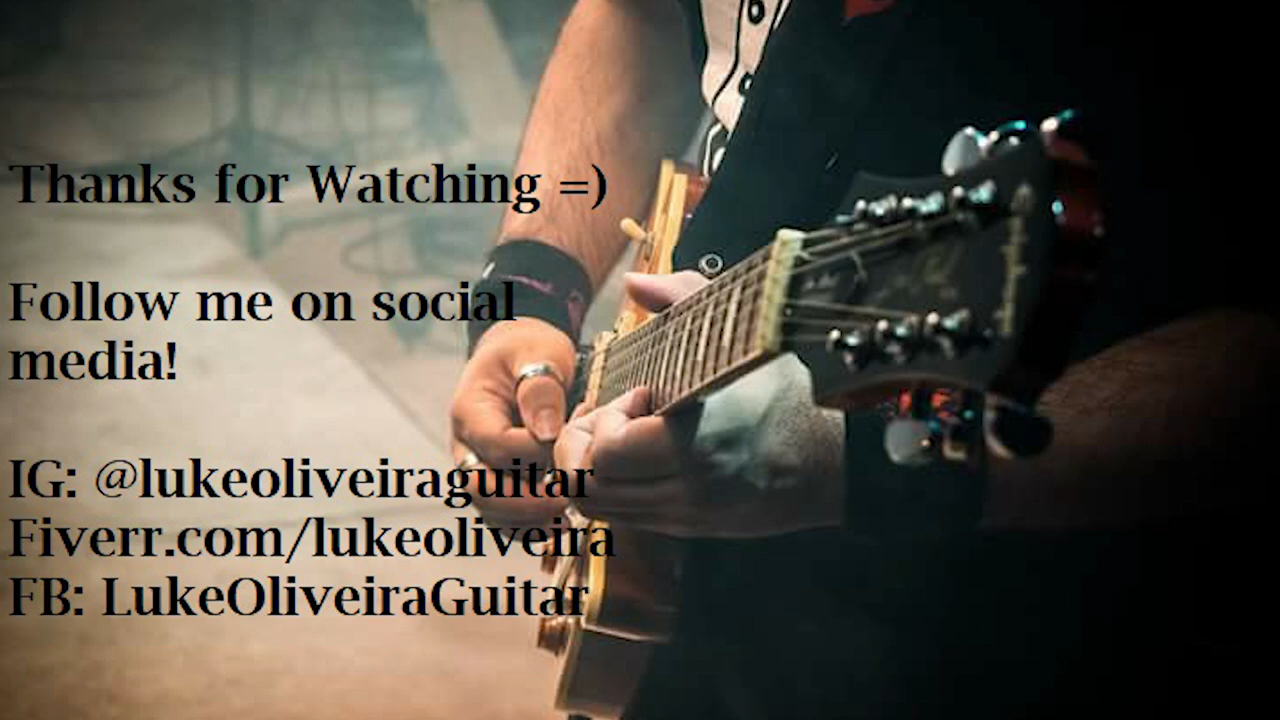 Thanks for Watching =)
Follow me on social
media!
IG: @lukeoliveiraguitar
Fiverr.com/lukeoliveira
FB: LukeOliveiraGuitar